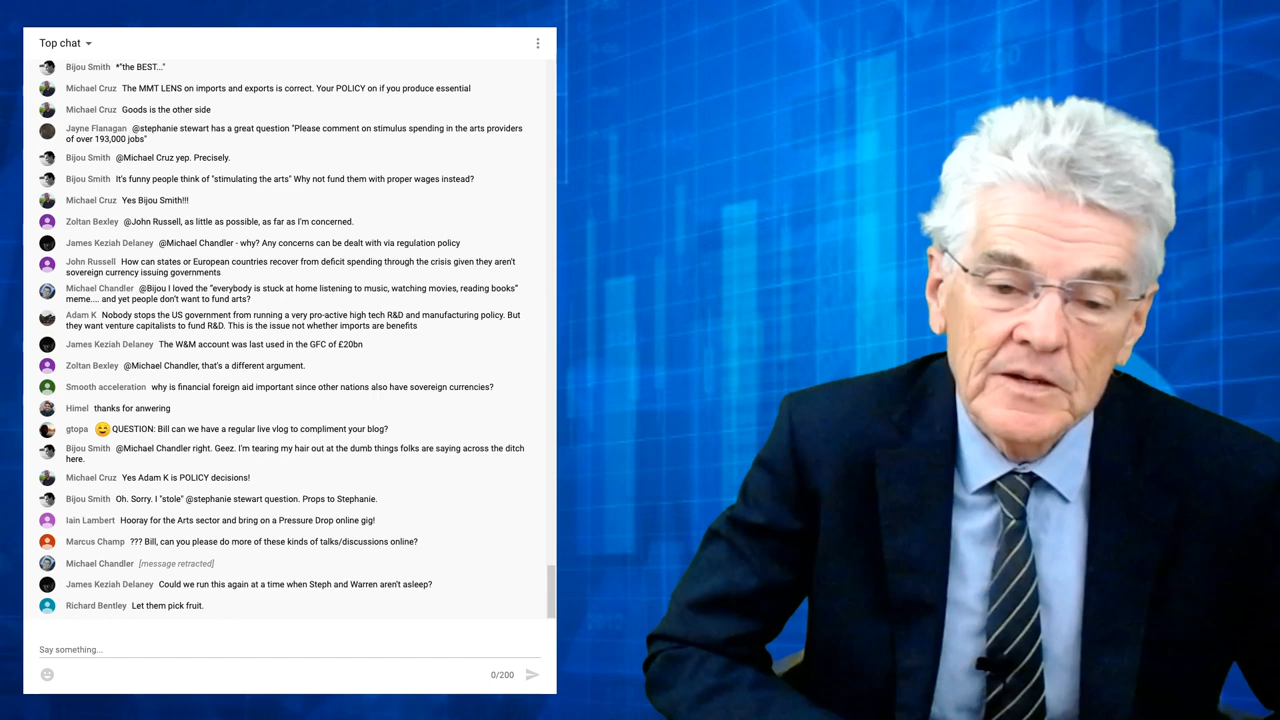 Top chat
Bijou Smith *"the BEST..."
Michael Cruz The MMT LENS on imports and exports is correct. Your POLICY on if you produce essential
Michael Cruz Goods is the other side
Jayne Flanagan @stephanie stewart has a great question "Please comment on stimulus spending in the arts providers
of over 193,000 jobs"
Bijou Smith @Michael Cruz yep. Precisely.
Bijou Smith It's funny people think of "stimulating the arts" Why not fund them with proper wages instead?
Michael Cruz Yes Bijou Smith!!!
Zoltan Bexley @John Russell, as little as possible, as far as I'm concerned.
James Keziah Delaney @Michael Chandler - why? Any concerns can be dealt with via regulation policy
John Russell How can states or European countries recover from deficit spending through the crisis given they aren't
sovereign currency issuing governments
Michael Chandler @Bijou I loved the “everybody is stuck at home listening to music, watching movies, reading books”
meme.... and yet people don’t want to fund arts?
Adam K Nobody stops the US government from running a very pro-active high tech R&D and manufacturing policy. But
they want venture capitalists to fund R&D. This is the issue not whether imports are benefits
James Keziah Delaney The W&M account was last used in the GFC of £20bn
Zoltan Bexley @Michael Chandler, that's a different argument.
Smooth acceleration why is financial foreign aid important since other nations also have sovereign currencies?
Himel thanks for anwering
gtopa 😊QUESTION: Bill can we have a regular live vlog to compliment your blog?
Bijou Smith @Michael Chandler right. Geez. I'm tearing my hair out at the dumb things folks are saying across the ditch
here.
Michael Cruz Yes Adam K is POLICY decisions!
Bijou Smith Oh. Sorry. I "stole" @stephanie stewart question. Props to Stephanie.
Iain Lambert Hooray for the Arts sector and bring on a Pressure Drop online gig!
Marcus Champ ??? Bill, can you please do more of these kinds of talks/discussions online?
Michael Chandler [message retracted]
James Keziah Delaney Could we run this again at a time when Steph and Warren aren't asleep?
Richard Bentley Let them pick fruit.
Say something...
0/200